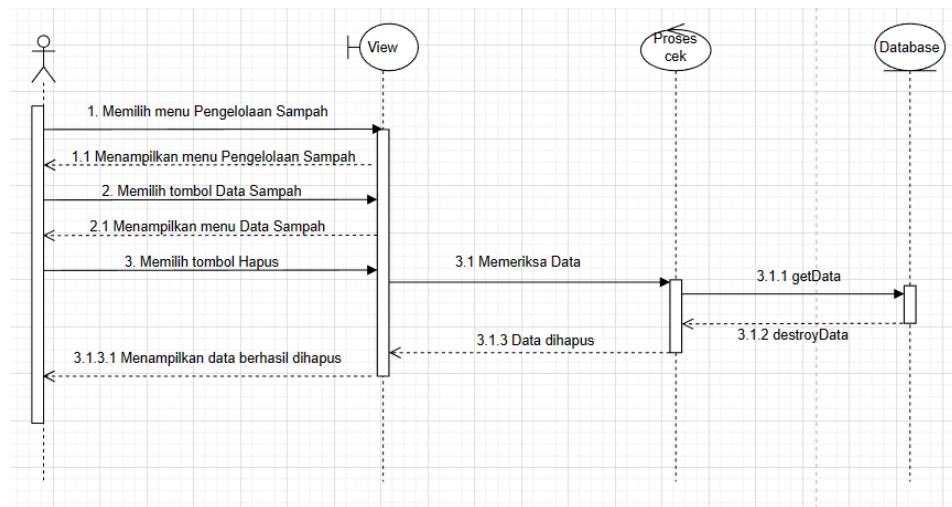 View
Proses
cek
Database
1. Memilih menu Pengelolaan Sampah
1.1 Menampilkan menu Pengelolaan Sampah
2. Memilih tombol Data Sampah
2.1 Menampilkan menu Data Sampah
3. Memilih tombol Hapus
3.1 Memeriksa Data
3.1.1 getData
3.1.2 destroyData
3.1.3 Data dihapus
3.1.3.1 Menampilkan data berhasil dihapus